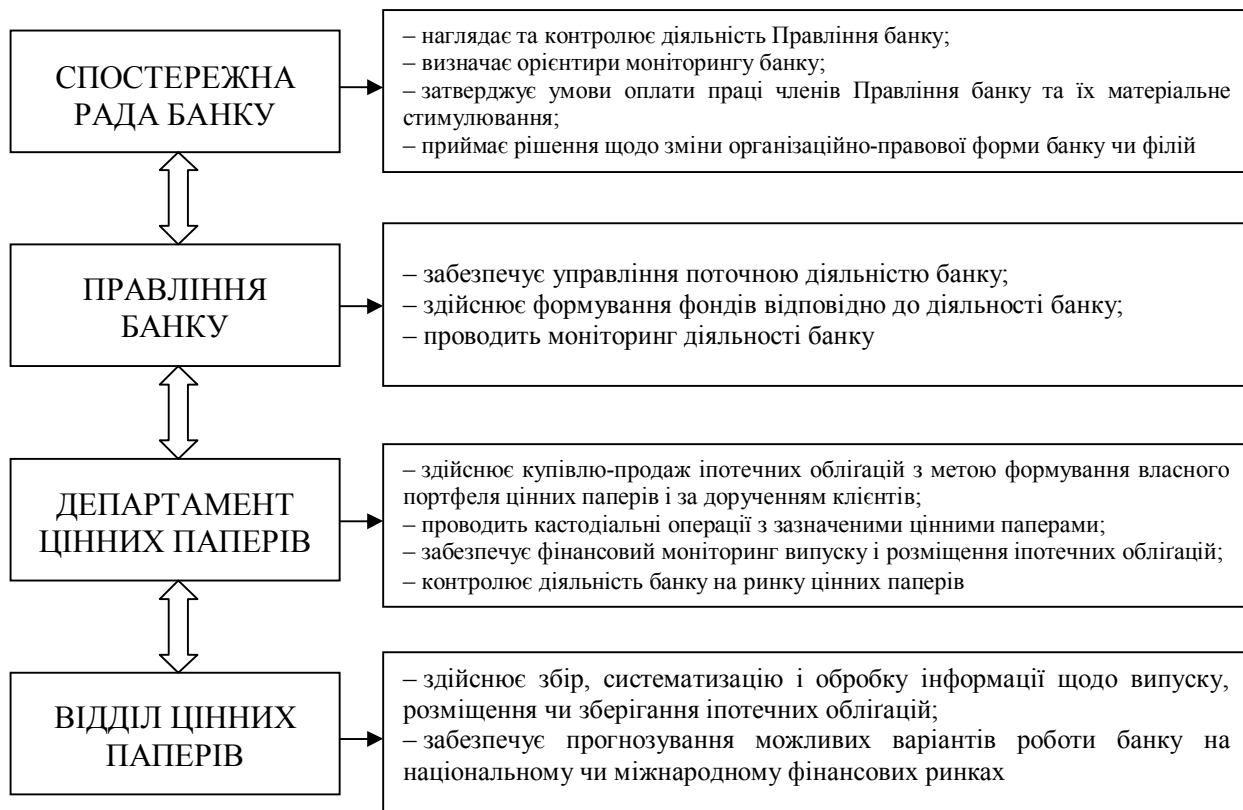 СПОСТЕРЕЖНА
РАДА БАНКУ
– наглядає та контролює діяльність Правління банку;
– визначає орієнтири моніторингу банку;
– затверджує умови оплати праці членів Правління банку та їх матеріальне
стимулювання;
– приймає рішення щодо зміни організаційно-правової форми банку чи філій
ПРАВЛІННЯ
БАНКУ
– забезпечує управління поточною діяльністю банку;
– здійснює формування фондів відповідно до діяльності банку;
– проводить моніторинг діяльності банку
ДЕПАРТАМЕНТ
ЦІННИХ ПАПЕРІВ
– здійснює купівлю-продаж іпотечних обліґацій з метою формування власного
портфеля цінних паперів і за дорученням клієнтів;
– проводить кастодіальні операції з зазначеними цінними паперами;
– забезпечує фінансовий моніторинг випуску і розміщення іпотечних обліґацій;
– контролює діяльність банку на ринку цінних паперів
ВІДДІЛ ЦІННИХ
ПАПЕРІВ
– здійснює збір, систематизацію і обробку інформації щодо випуску,
розміщення чи зберігання іпотечних обліґацій;
– забезпечує прогнозування можливих варіантів роботи банку на
національному чи міжнародному фінансових ринках